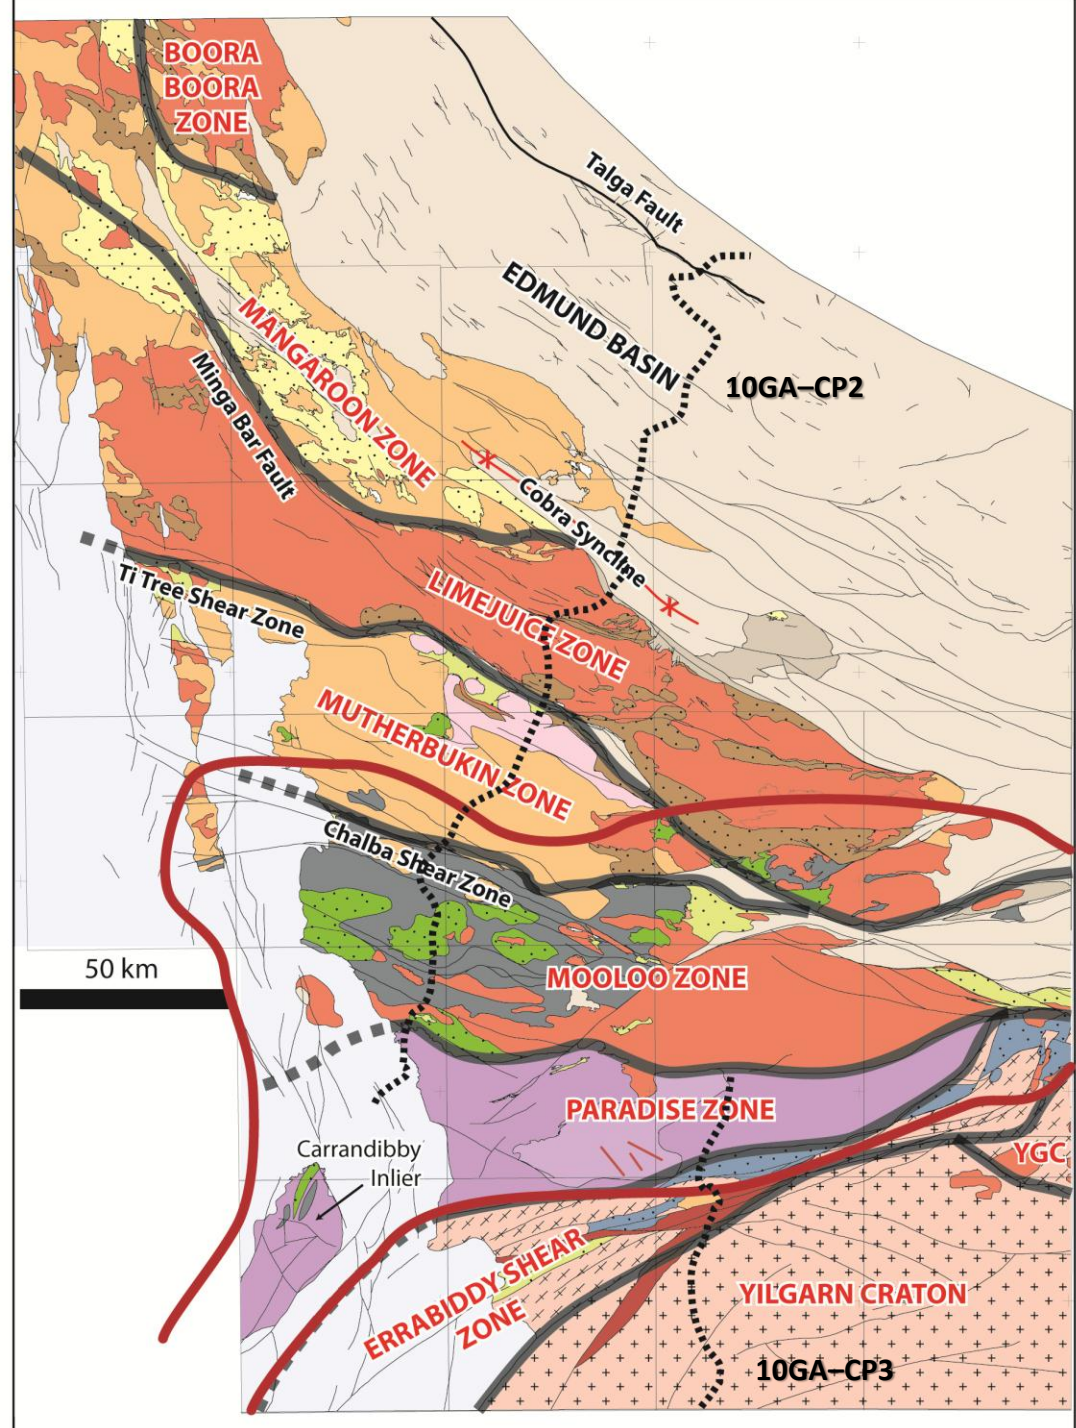 BOORA
BOORA
ZONE
Talga Fault
EDMUND BASIN
MANGAROON ZONE
10GA–CP2
Minga Bar Fault
Cobra Syncline
Ti Tree Shear Zone
LIMEJUICE ZONE
MUTHERBUKIN ZONE
Chalba Shear Zone
50 km
MOOLOO ZONE
PARADISE ZONE
Carrandibby
Inlier
YGC
ERRABIDDY SHEAR
ZONE
YILGARN CRATON
10GA–CP3